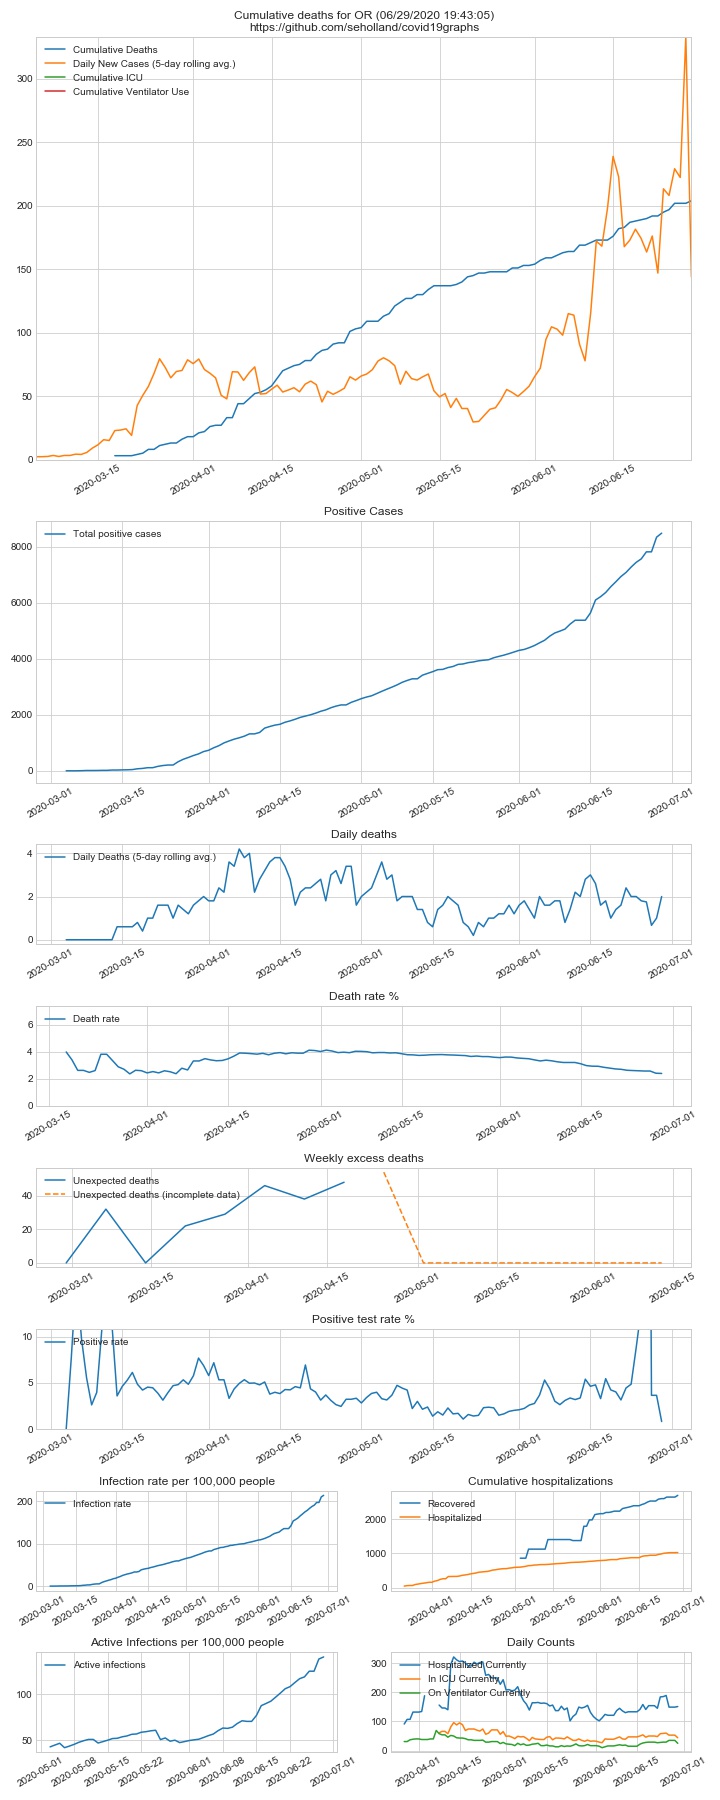 Cumulative deaths for OR (06/29/2020 19:43:05)
https://github.com/seholland/covid19graphs
Cumulative Deaths
Daily New Cases (5-day rolling avg.)
Cumulative ICU
Cumulative Ventilator Use
300
250
200
150
100
50
0
2020-03-15 2020-04-01 2020-04-15 2020-05-01 2020-05-15 2020-06-01 2020-06-15
Positive Cases
Total positive cases
8000
6000
4000
2000
0
2020-03-01 2020-03-15 2020-04-01 2020-04-15 2020-05-01 2020-05-15 2020-06-01 2020-06-15 2020-07-01
Daily deaths
Daily Deaths (5-day rolling avg.)
4
2
0
2020-03-01 2020-03-15 2020-04-01 2020-04-15 2020-05-01 2020-05-15 2020-06-01 2020-06-15 2020-07-01
Death rate %
Death rate
6
4
2
0
2020-03-15 2020-04-01 2020-04-15 2020-05-01 2020-05-15 2020-06-01 2020-06-15 2020-07-01
Weekly excess deaths
Unexpected deaths
Unexpected deaths (incomplete data)
40
20
0
2020-03-01 2020-03-15 2020-04-01 2020-04-15 2020-05-01 2020-05-15 2020-06-01 2020-06-15
Positive test rate %
Positive rate
10
5
0
2020-03-01 2020-03-15 2020-04-01 2020-04-15 2020-05-01 2020-05-15 2020-06-01 2020-06-15 2020-07-01
Infection rate per 100,000 people
Infection rate
200
100
0
2020-03-01 2020-03-15 2020-04-01 2020-04-15 2020-05-01 2020-05-15 2020-06-01 2020-06-15 2020-07-01
Cumulative hospitalizations
Recovered
Hospitalized
2000
1000
0
2020-04-01 2020-04-15 2020-05-01 2020-05-15 2020-06-01 2020-06-15 2020-07-01
Active Infections per 100,000 people
Active infections
100
50
2020-05-01 2020-05-08 2020-05-15 2020-05-22 2020-06-01 2020-06-08 2020-06-15 2020-06-22 2020-07-01
Daily Counts
Hospitalized Currently
In ICU Currently
On Ventilator Currently
300
200
100
0
2020-04-01 2020-04-15 2020-05-01 2020-05-15 2020-06-01 2020-06-15 2020-07-01